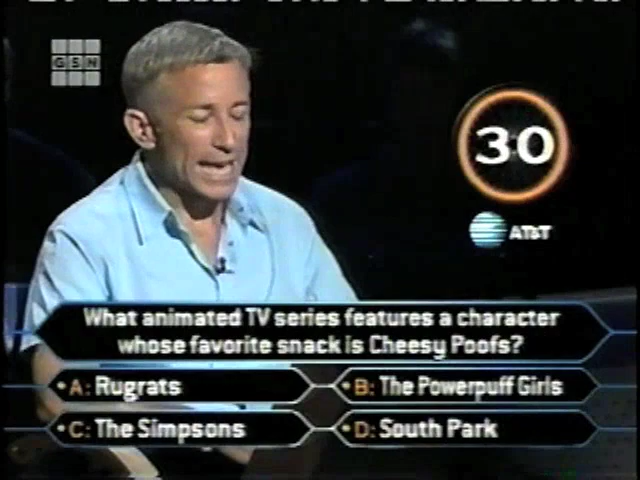 GSN
30
AT&T
What animated TV series features a character
whose favorite snack is Cheesy Poofs?
A: Rugrats
B: The Powerpuff Girls
C: The Simpsons
D: South Park